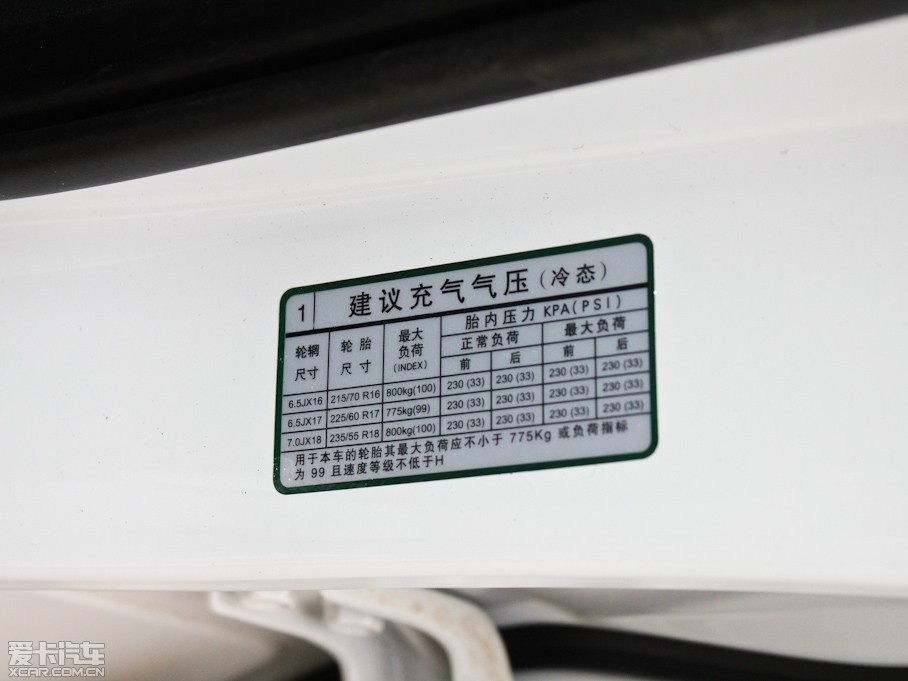 1 建议充气气压(冷态)
轮辋尺寸 轮胎尺寸 最大负荷(INDEX) 胎内压力 KPA(PSI)
正常负荷 最大负荷
前 后 前 后
6.5JX16 215/70 R16 800kg(100) 230 (33) 230 (33) 230 (33) 230 (33)
6.5JX17 225/60 R17 775kg(99) 230 (33) 230 (33) 230 (33) 230 (33)
7.0JX18 235/55 R18 800kg(100) 230 (33) 230 (33) 230 (33) 230 (33)
用于本车的轮胎其最大负荷应不小于 775Kg 或负荷指标
为 99 且速度等级不低于H
爱卡汽车
XCAR.COM.CN